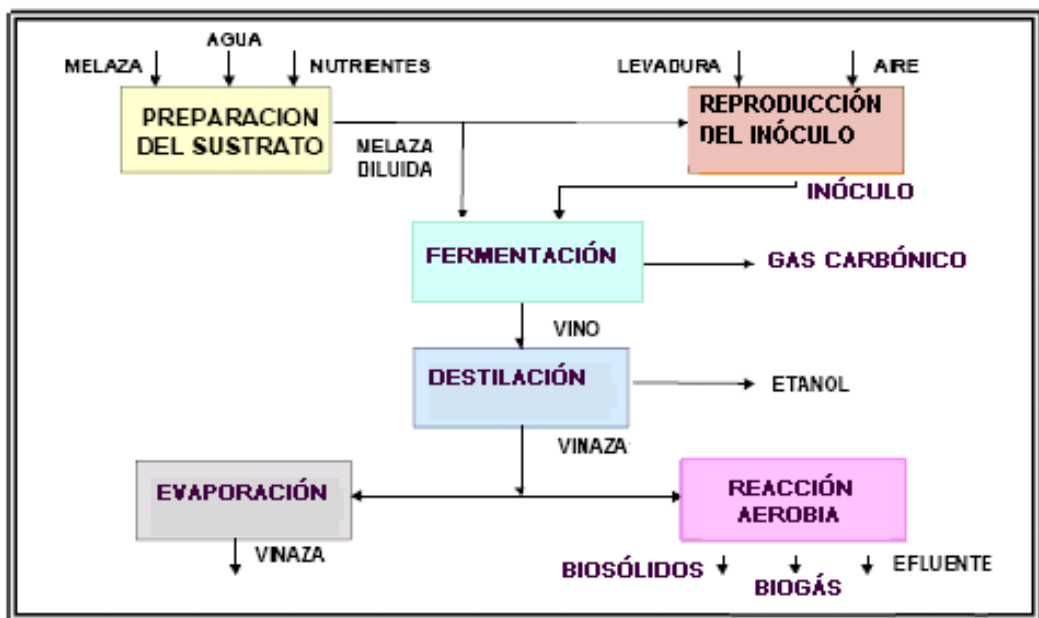 AGUA
MELAZA
NUTRIENTES
LEVADURA
AIRE
PREPARACION
DEL SUSTRATO
REPRODUCCIÓN
DEL INÓCULO
MELAZA
DILUIDA
INÓCULO
FERMENTACIÓN
GAS CARBÓNICO
VINO
DESTILACIÓN
ETANOL
VINAZA
EVAPORACIÓN
REACCIÓN
AEROBIA
VINAZA
BIOSÓLIDOS
BIOGÁS
EFLUENTE